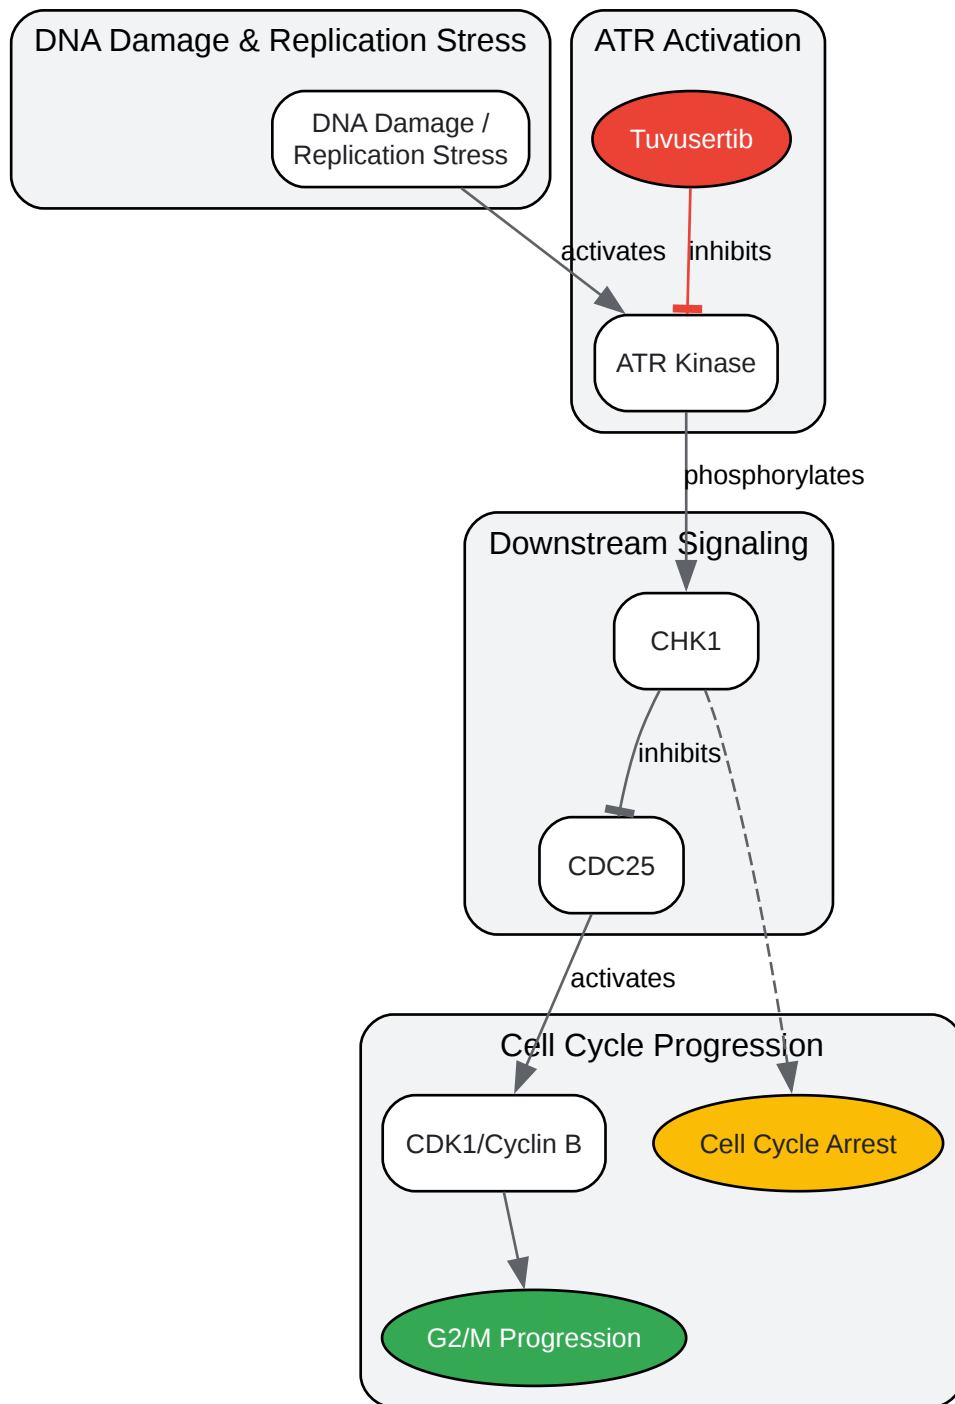 DNA Damage & Replication Stress
ATR Activation
DNA Damage /
Replication Stress
Tuvusertib
activates
inhibits
ATR Kinase
phosphorylates
Downstream Signaling
CHK1
inhibits
CDC25
activates
Cell Cycle Progression
CDK1/Cyclin B
Cell Cycle Arrest
G2/M Progression